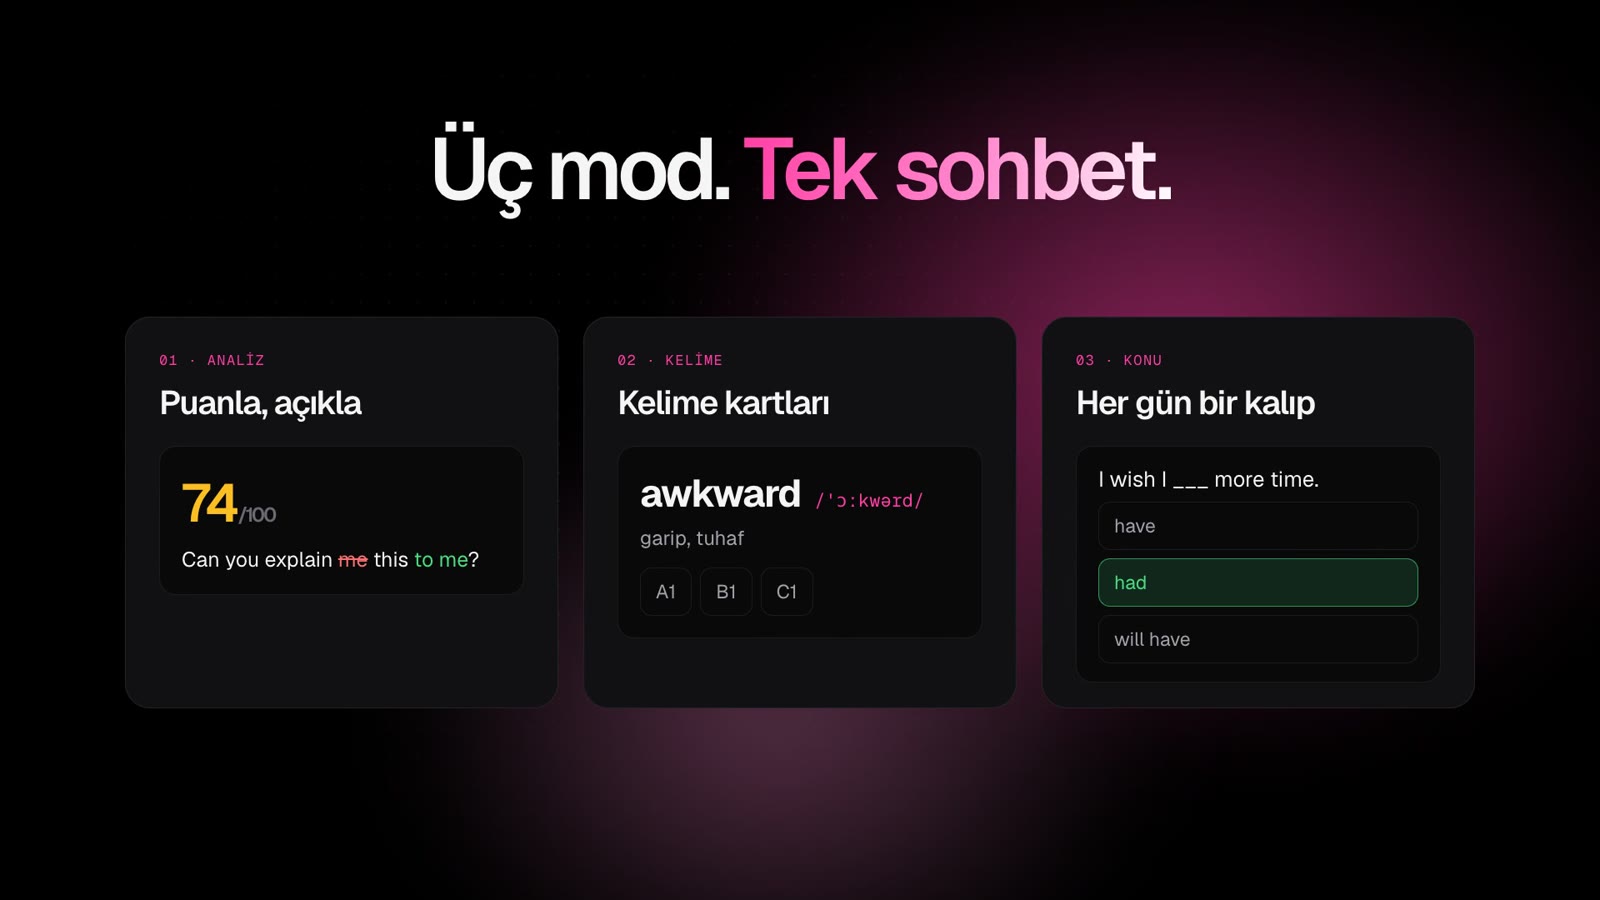 Üç mod. Tek sohbet.
01 · ANALİZ
Puanla, açıkla
74/100
Can you explain me this to me?
02 · KELİME
Kelime kartları
awkward /ˈɔːkwərd/
garip, tuhaf
A1 B1 C1
03 · KONU
Her gün bir kalıp
I wish I ___ more time.
have
had
will have